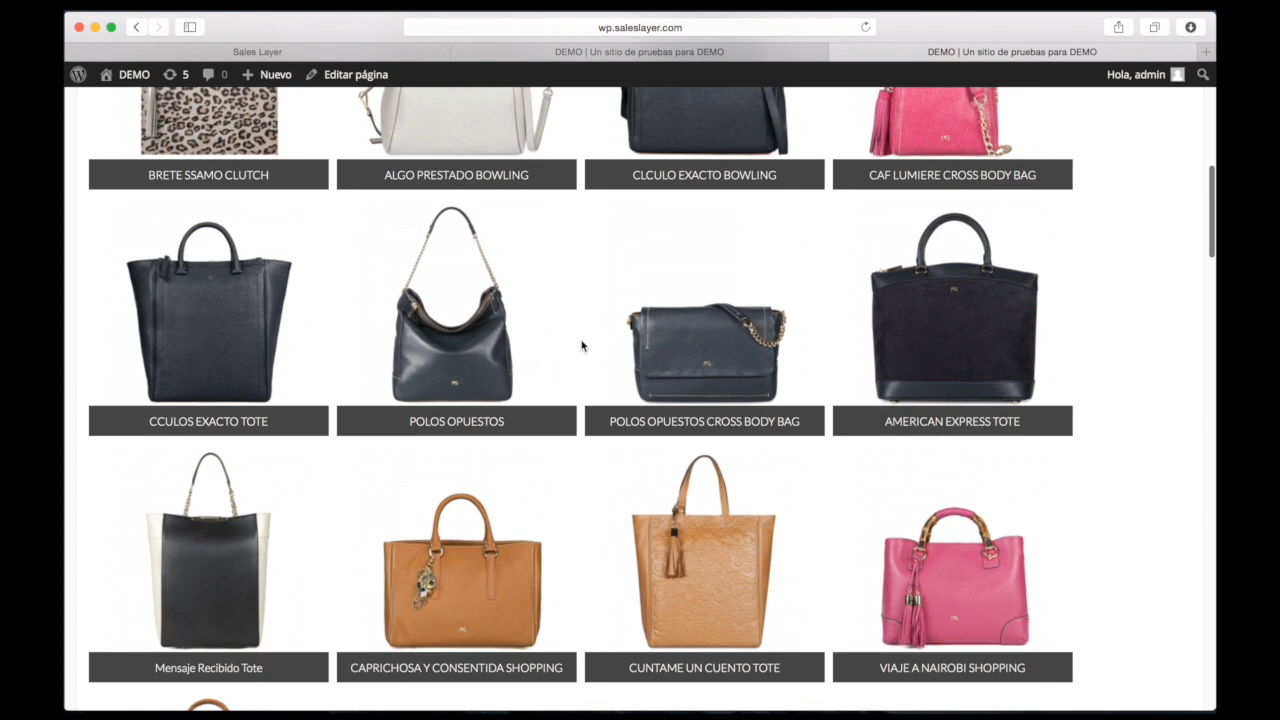 wp.saleslayer.com
Sales Layer
DEMO | Un sitio de pruebas para DEMO
DEMO | Un sitio de pruebas para DEMO
DEMO 5 0 Nuevo Editar página Hola, admin
BRETE SSAMO CLUTCH
ALGO PRESTADO BOWLING
CLCULO EXACTO BOWLING
CAF LUMIERE CROSS BODY BAG
CCULOS EXACTO TOTE
POLOS OPUESTOS
POLOS OPUESTOS CROSS BODY BAG
AMERICAN EXPRESS TOTE
Mensaje Recibido Tote
CAPRICHOSA Y CONSENTIDA SHOPPING
CUNTAME UN CUENTO TOTE
VIAJE A NAIROBI SHOPPING